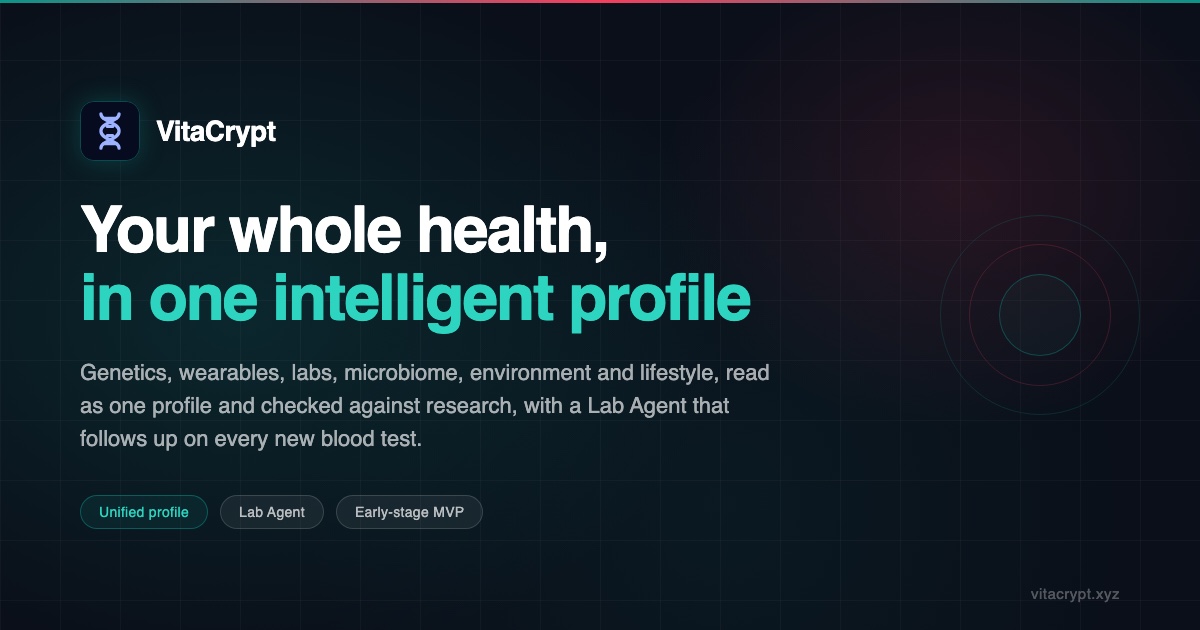 VitaCrypt
Your whole health,
in one intelligent profile
Genetics, wearables, labs, microbiome, environment and lifestyle, read
as one profile and checked against research, with a Lab Agent that
follows up on every new blood test.
Unified profile
Lab Agent
Early-stage MVP
vitacrypt.xyz